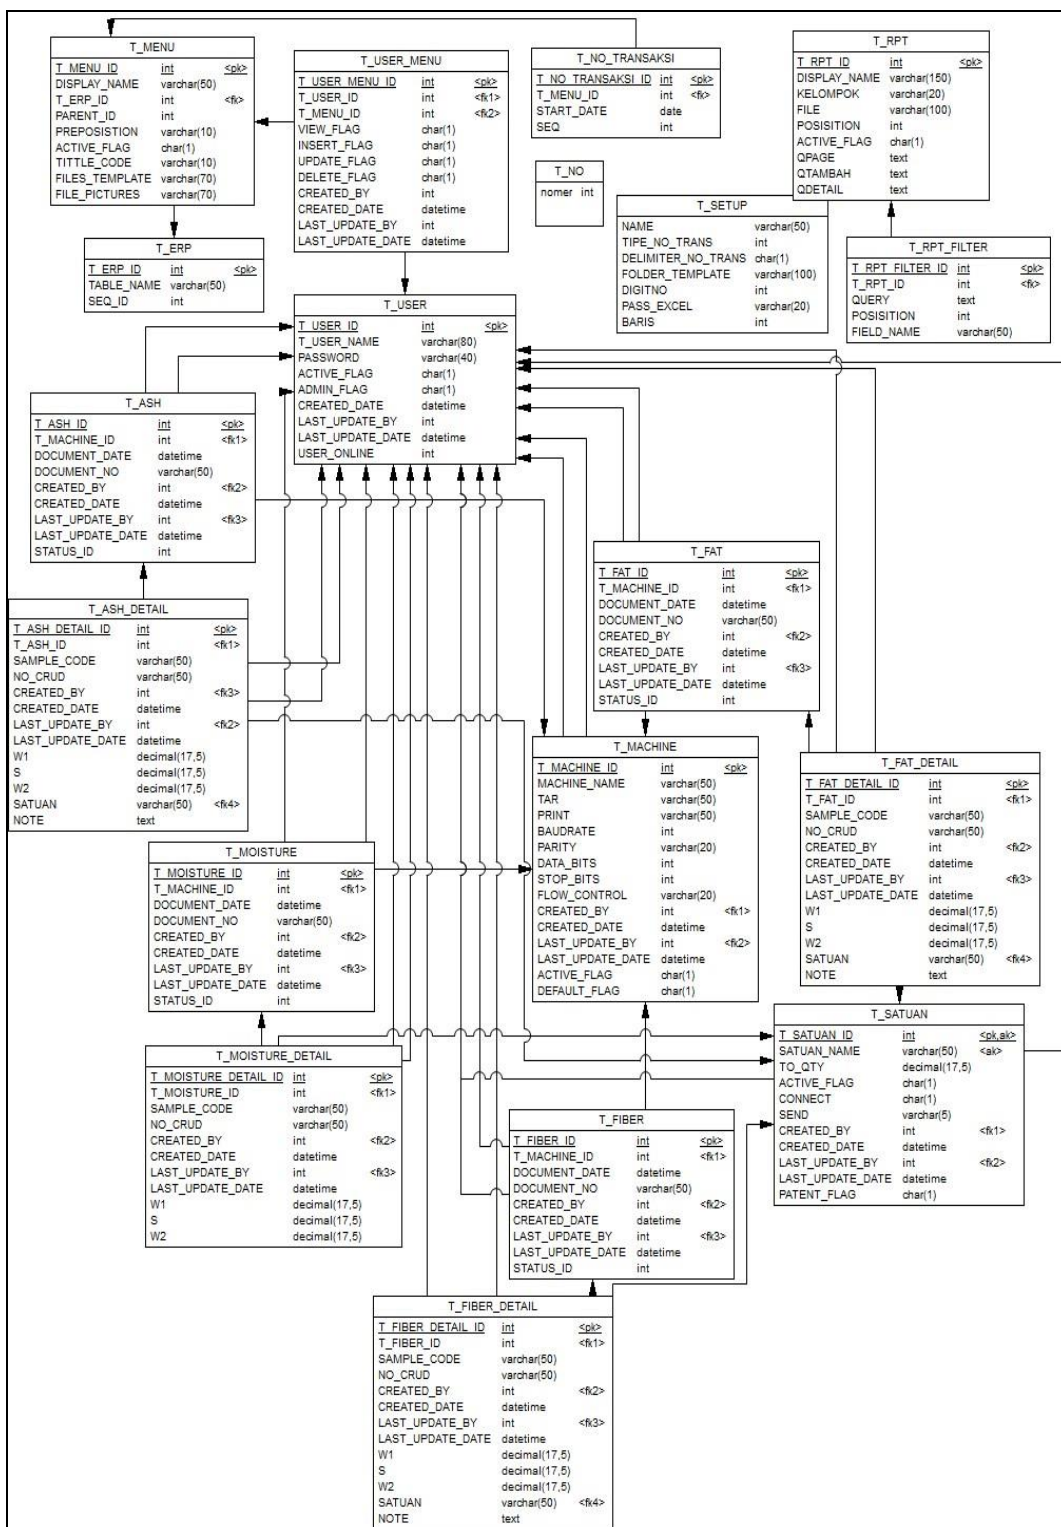 T_MENU
T_MENU_ID int <pk>
DISPLAY_NAME varchar(50)
T_ERP_ID int <fk>
PARENT_ID int
PREPOSISTION varchar(10)
ACTIVE_FLAG char(1)
TITTLE_CODE varchar(10)
FILES_TEMPLATE varchar(70)
FILE_PICTURES varchar(70)
T_USER_MENU
T_USER_MENU_ID int <pk>
T_USER_ID int <fk1>
T_MENU_ID int <fk2>
VIEW_FLAG char(1)
INSERT_FLAG char(1)
UPDATE_FLAG char(1)
DELETE_FLAG char(1)
CREATED_BY int
CREATED_DATE datetime
LAST_UPDATE_BY int
LAST_UPDATE_DATE datetime
T_NO_TRANSAKSI
T_NO_TRANSAKSI_ID int <pk>
T_MENU_ID int <fk>
START_DATE date
SEQ int
T_RPT
T_RPT_ID int <pk>
DISPLAY_NAME varchar(150)
KELOMPOK varchar(20)
FILE varchar(100)
POSISITION int
ACTIVE_FLAG char(1)
QPAGE text
QTAMBAH text
QDETAIL text
T_NO
nomer int
T_SETUP
NAME varchar(50)
TIPE_NO_TRANS int
DELIMITER_NO_TRANS char(1)
FOLDER_TEMPLATE varchar(100)
DIGITNO int
PASS_EXCEL varchar(20)
BARIS int
T_ERP
T_ERP_ID int <pk>
TABLE_NAME varchar(50)
SEQ_ID int
T_RPT_FILTER
T_RPT_FILTER_ID int <pk>
T_RPT_ID int <fk>
QUERY text
POSISITION int
FIELD_NAME varchar(50)
T_USER
T_USER_ID int <pk>
T_USER_NAME varchar(80)
PASSWORD varchar(40)
ACTIVE_FLAG char(1)
ADMIN_FLAG char(1)
CREATED_DATE datetime
LAST_UPDATE_BY int
LAST_UPDATE_DATE datetime
USER_ONLINE int
T_ASH
T_ASH_ID int <pk>
T_MACHINE_ID int <fk1>
DOCUMENT_DATE datetime
DOCUMENT_NO varchar(50)
CREATED_BY int <fk2>
CREATED_DATE datetime
LAST_UPDATE_BY int <fk3>
LAST_UPDATE_DATE datetime
STATUS_ID int
T_FAT
T_FAT_ID int <pk>
T_MACHINE_ID int <fk1>
DOCUMENT_DATE datetime
DOCUMENT_NO varchar(50)
CREATED_BY int <fk2>
CREATED_DATE datetime
LAST_UPDATE_BY int <fk3>
LAST_UPDATE_DATE datetime
STATUS_ID int
T_ASH_DETAIL
T_ASH_DETAIL_ID int <pk>
T_ASH_ID int <fk1>
SAMPLE_CODE varchar(50)
NO_CRUD varchar(50)
CREATED_BY int <fk3>
CREATED_DATE datetime
LAST_UPDATE_BY int <fk2>
LAST_UPDATE_DATE datetime
W1 decimal(17,5)
S decimal(17,5)
W2 decimal(17,5)
SATUAN varchar(50) <fk4>
NOTE text
T_MACHINE
T_MACHINE_ID int <pk>
MACHINE_NAME varchar(50)
TAR varchar(50)
PRINT varchar(50)
BAUDRATE int
PARITY varchar(20)
DATA_BITS int
STOP_BITS int
FLOW_CONTROL varchar(20)
CREATED_BY int <fk1>
CREATED_DATE datetime
LAST_UPDATE_BY int <fk2>
LAST_UPDATE_DATE datetime
ACTIVE_FLAG char(1)
DEFAULT_FLAG char(1)
T_FAT_DETAIL
T_FAT_DETAIL_ID int <pk>
T_FAT_ID int <fk1>
SAMPLE_CODE varchar(50)
NO_CRUD varchar(50)
CREATED_BY int <fk2>
CREATED_DATE datetime
LAST_UPDATE_BY int <fk3>
LAST_UPDATE_DATE datetime
W1 decimal(17,5)
S decimal(17,5)
W2 decimal(17,5)
SATUAN varchar(50) <fk4>
NOTE text
T_MOISTURE
T_MOISTURE_ID int <pk>
T_MACHINE_ID int <fk1>
DOCUMENT_DATE datetime
DOCUMENT_NO varchar(50)
CREATED_BY int <fk2>
CREATED_DATE datetime
LAST_UPDATE_BY int <fk3>
LAST_UPDATE_DATE datetime
STATUS_ID int
T_SATUAN
T_SATUAN_ID int <pk,ak>
SATUAN_NAME varchar(50) <ak>
TO_QTY decimal(17,5)
ACTIVE_FLAG char(1)
CONNECT char(1)
SEND varchar(5)
CREATED_BY int <fk1>
CREATED_DATE datetime
LAST_UPDATE_BY int <fk2>
LAST_UPDATE_DATE datetime
PATENT_FLAG char(1)
T_MOISTURE_DETAIL
T_MOISTURE_DETAIL_ID int <pk>
T_MOISTURE_ID int <fk1>
SAMPLE_CODE varchar(50)
NO_CRUD varchar(50)
CREATED_BY int <fk2>
CREATED_DATE datetime
LAST_UPDATE_BY int <fk3>
LAST_UPDATE_DATE datetime
W1 decimal(17,5)
S decimal(17,5)
W2 decimal(17,5)
T_FIBER
T_FIBER_ID int <pk>
T_MACHINE_ID int <fk1>
DOCUMENT_DATE datetime
DOCUMENT_NO varchar(50)
CREATED_BY int <fk2>
CREATED_DATE datetime
LAST_UPDATE_BY int <fk3>
LAST_UPDATE_DATE datetime
STATUS_ID int
T_FIBER_DETAIL
T_FIBER_DETAIL_ID int <pk>
T_FIBER_ID int <fk1>
SAMPLE_CODE varchar(50)
NO_CRUD varchar(50)
CREATED_BY int <fk2>
CREATED_DATE datetime
LAST_UPDATE_BY int <fk3>
LAST_UPDATE_DATE datetime
W1 decimal(17,5)
S decimal(17,5)
W2 decimal(17,5)
SATUAN varchar(50) <fk4>
NOTE text